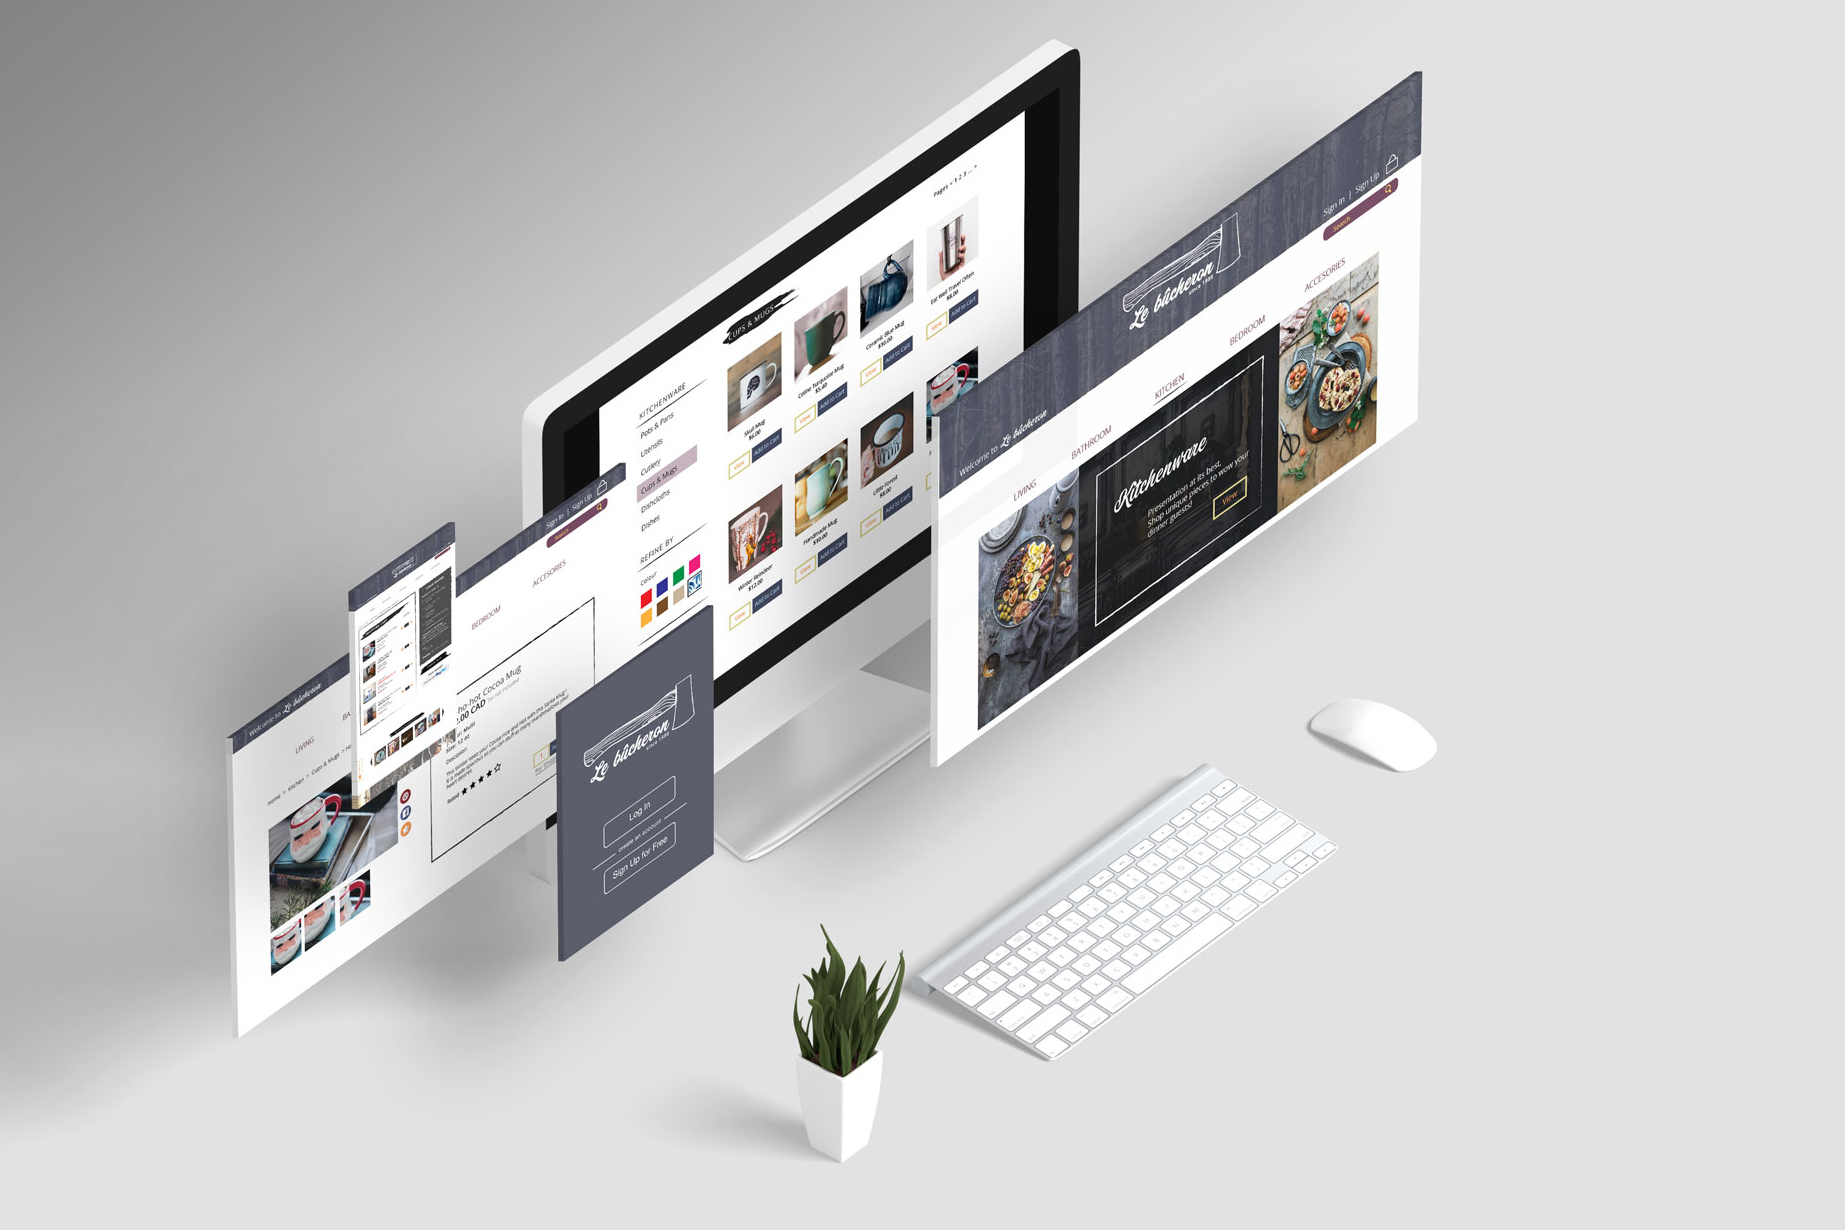 Pages < 1 2 3 ... >
CUPS & MUGS
KITCHENWARE
Pots & Pans
Utensils
Cutlery
Cups & Mugs
Dishcloths
Dishes
REFINE BY
Colour
Skull Mug
$6.00
View
Add to Cart
Celine Turquoise Mug
$5.40
View
Add to Cart
Ceramic Blue Mug
$10.00
View
Add to Cart
Eat Well Travel Often
$8.00
View
Add to Cart
Winter Reindeer
$12.00
View
Add to Cart
Handmade Mug
$10.00
View
Add to Cart
Little Forest
$9.00
View
Add to Cart
Sign In | Sign Up
Search
Le bûcheron
SINCE 1986
Welcome to Le bûcheron
LIVING
BATHROOM
KITCHEN
BEDROOM
ACCESORIES
Kitchenware
Presentation at its best.
Shop unique pieces to wow your
dinner guests!
View
Welcome to Le bûcheron
Sign In | Sign Up
Search
LIVING
BA
BEDROOM
ACCESORIES
Home > Kitchen > Cups & Mugs > Ho
ho-hot Cocoa Mug
.00 CAD
Size: 12 oz
Description:
Rated
1
Le bûcheron
SINCE 1986
Log In
create an account
Sign Up for Free